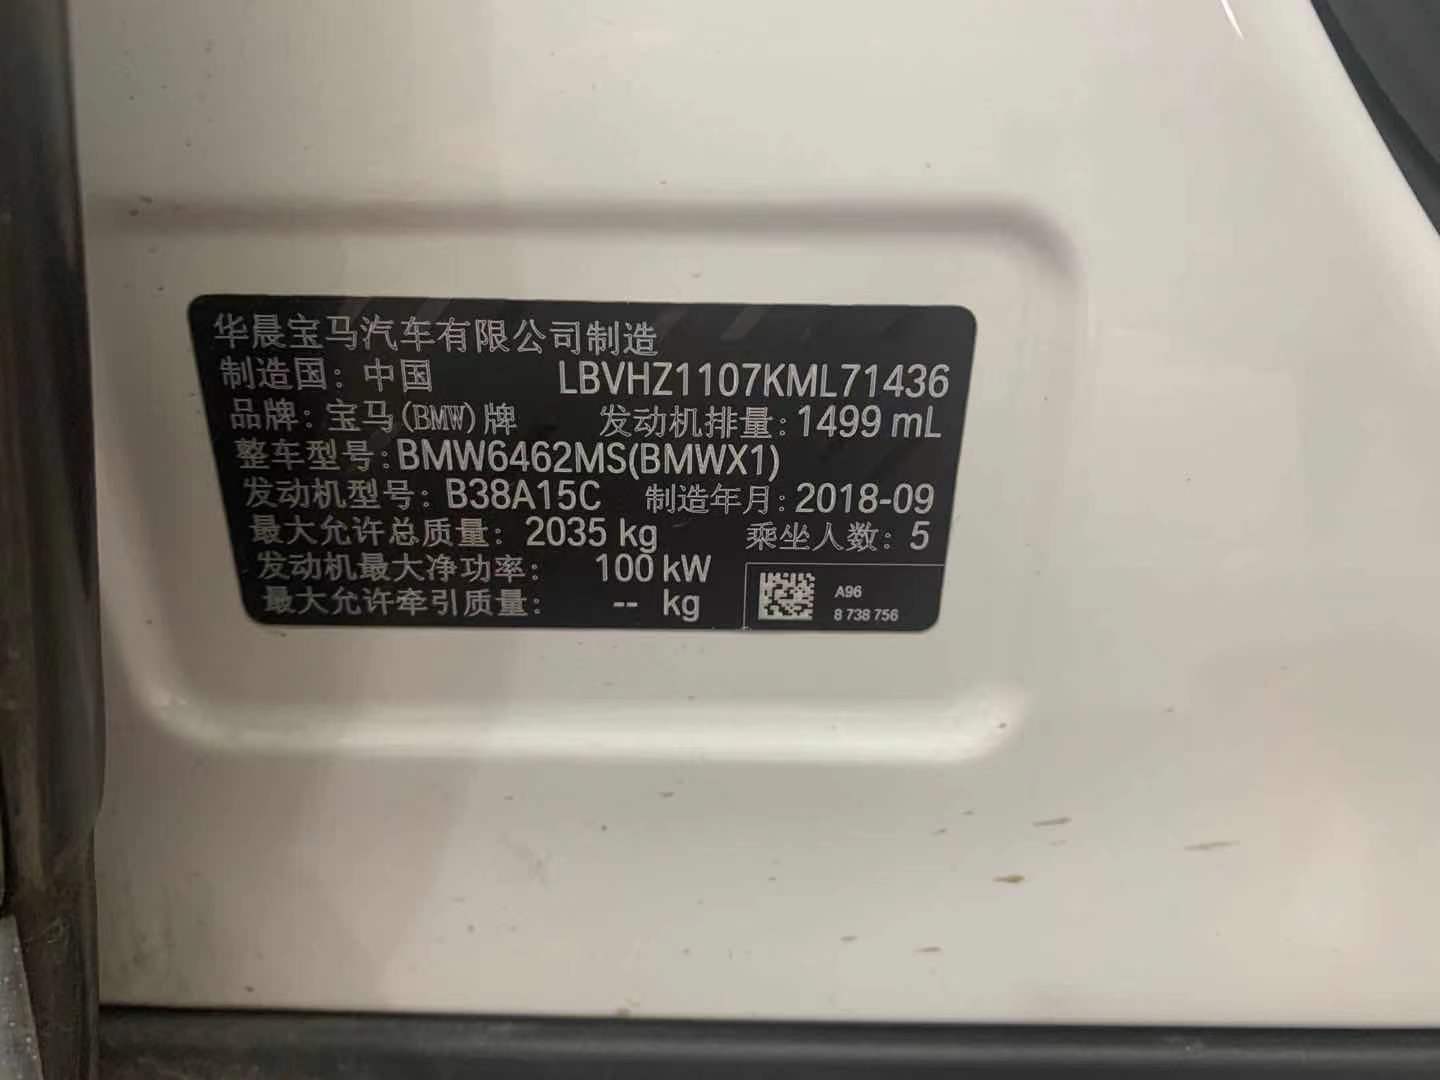 华晨宝马汽车有限公司制造
制造国：中国 LBVHZ1107KML71436
品牌：宝马(BMW)牌 发动机排量：1499 mL
整车型号：BMW6462MS(BMWX1)
发动机型号：B38A15C 制造年月：2018-09
最大允许总质量：2035 kg 乘坐人数：5
发动机最大净功率：100 kW
最大允许牵引质量：-- kg
A96
8 738 756